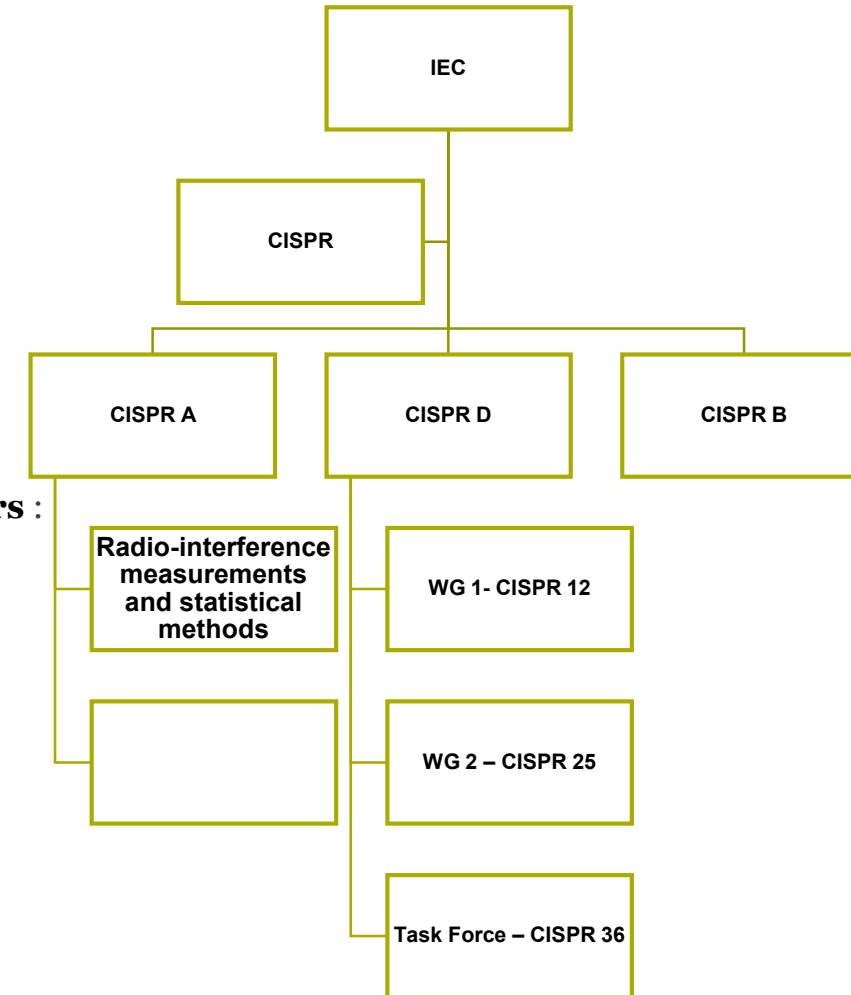 IEC
CISPR
CISPR A
CISPR D
CISPR B
:
Radio-interference
measurements
and statistical
methods
WG 1- CISPR 12
WG 2 – CISPR 25
Task Force – CISPR 36